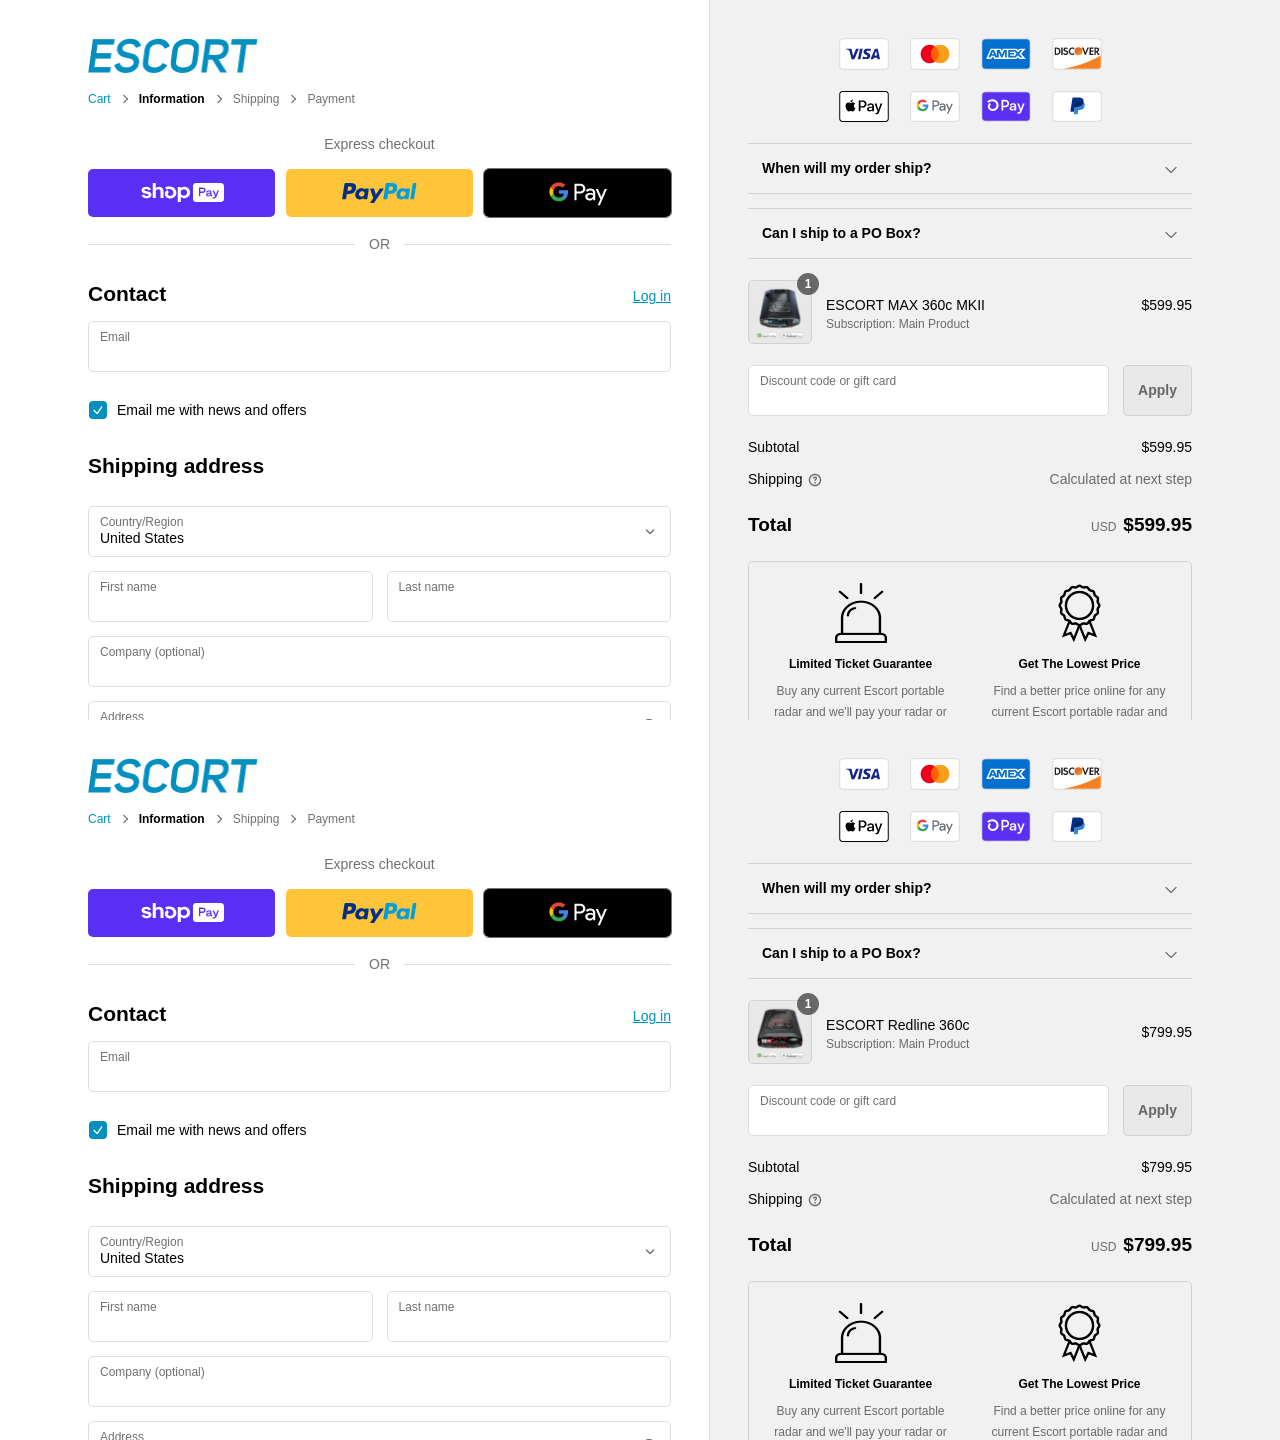 ESCORT
Cart
Information
Shipping
Payment
Express checkout
shop Pay
PayPal
G Pay
OR
Contact
Log in
Email
Email me with news and offers
Shipping address
Country/Region
United States
First name
Last name
Company (optional)
Address
VISA
AMEX
DISCOVER
Pay
G Pay
Pay
When will my order ship?
Can I ship to a PO Box?
1
ESCORT MAX 360c MKII
$599.95
Subscription: Main Product
Discount code or gift card
Apply
Subtotal
$599.95
Shipping
Calculated at next step
Total
USD $599.95
Limited Ticket Guarantee
Buy any current Escort portable
radar and we'll pay your radar or
Get The Lowest Price
Find a better price online for any
current Escort portable radar and
ESCORT
Cart
Information
Shipping
Payment
Express checkout
shop Pay
PayPal
G Pay
OR
Contact
Log in
Email
Email me with news and offers
Shipping address
Country/Region
United States
First name
Last name
Company (optional)
Address
VISA
AMEX
DISCOVER
Pay
G Pay
Pay
When will my order ship?
Can I ship to a PO Box?
1
ESCORT Redline 360c
$799.95
Subscription: Main Product
Discount code or gift card
Apply
Subtotal
$799.95
Shipping
Calculated at next step
Total
USD $799.95
Limited Ticket Guarantee
Buy any current Escort portable
radar and we'll pay your radar or
Get The Lowest Price
Find a better price online for any
current Escort portable radar and